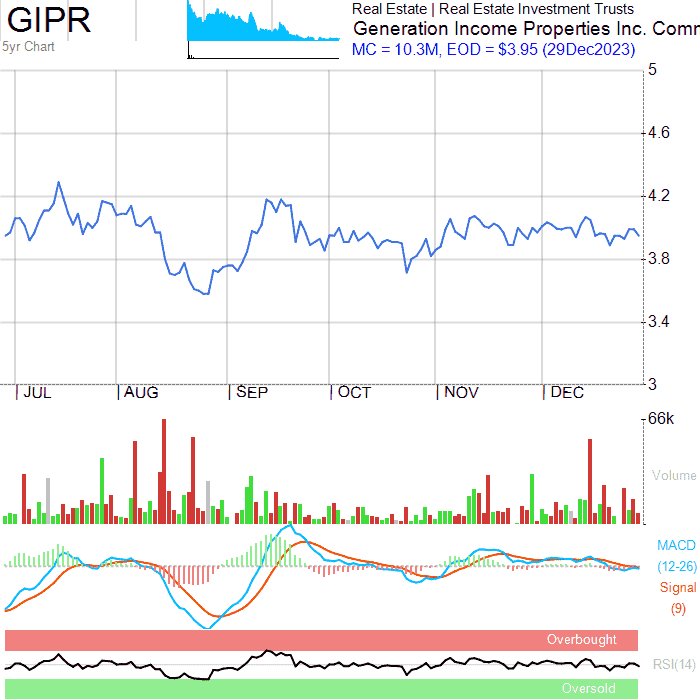 GIPR
5yr Chart
Real Estate | Real Estate Investment Trusts
Generation Income Properties Inc. Comm
MC = 10.3M, EOD = $3.95 (29Dec2023)
5
4.6
4.2
3.8
3.4
3
|JUL |AUG |SEP |OCT |NOV |DEC
66k
Volume
MACD
(12-26)
Signal
(9)
Overbought
RSI(14)
Oversold